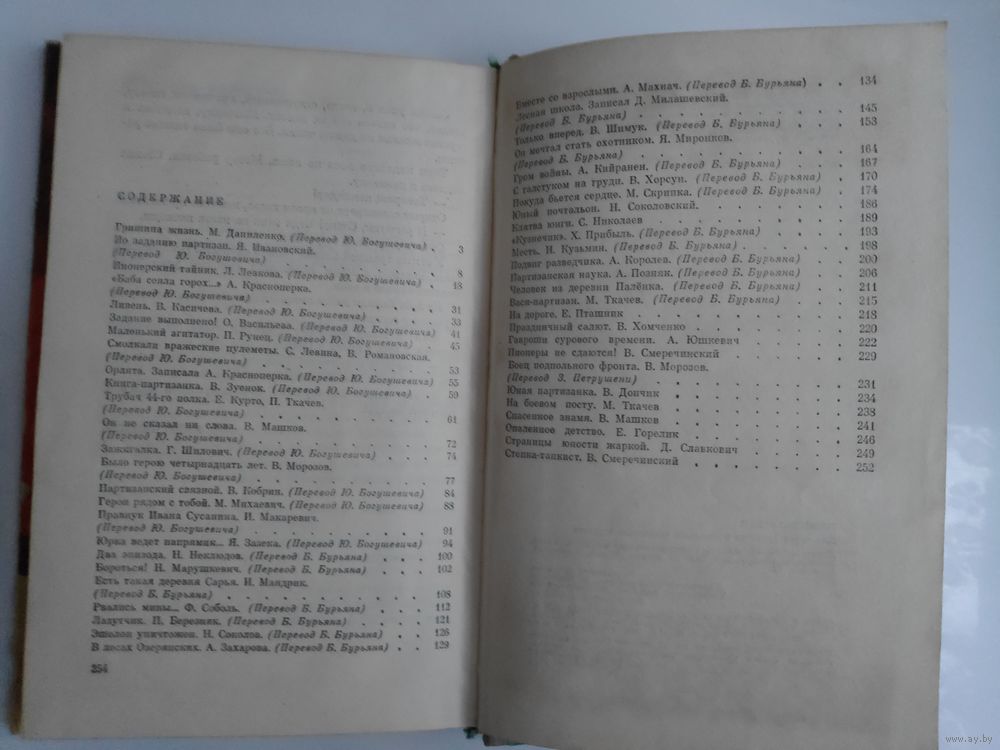 СОДЕРЖАНИЕ
Гришина жизнь. М. Даниленко. (Перевод Ю. Богушевича) 3
По заданию партизан. Я. Ивановский.
(Перевод Ю. Богушевича) . . . . . . . 8
Пионерский тайник. Л. Левкова. (Перевод Ю. Богушевича) 18
«Баба сеяла горох...» А. Красноперка.
(Перевод Ю. Богушевича) . . . . . . . 31
Ливень. В. Касичева. (Перевод Ю. Богушевича) . . 33
Задание выполнено! О. Васильева. (Перевод Ю. Богушевича) 41
Маленький агитатор. П. Рунец. (Перевод Ю. Богушевича) 45
Смолкали вражеские пулеметы. С. Левина, В. Романовская.
(Перевод Ю. Богушевича) . . . . . . . 53
Орлята. Записала А. Красноперка. (Перевод Ю. Богушевича) 55
Книга-партизанка. В. Зуенок. (Перевод Ю. Богушевича) . 59
Трубач 44-го полка. Е. Курто, П. Ткачев.
(Перевод Ю. Богушевича) . . . . . . . 61
Он не сказал ни слова. В. Машков.
(Перевод Ю. Богушевича) . . . . . . . 72
Зажигалка. Г. Шилович. (Перевод Ю. Богушевича) . . 74
Было герою четырнадцать лет. В. Морозов.
(Перевод Ю. Богушевича) . . . . . . . 77
Партизанский связной. В. Кобрин. (Перевод Ю. Богушевича) 84
Герои рядом с тобой. М. Михаевич. (Перевод Ю. Богушевича) 88
Правнук Ивана Сусанина. И. Макаревич.
(Перевод Ю. Богушевича) . . . . . . . 91
Юрка ведет напрямик... Я. Зазека. (Перевод Ю. Богушевича) 94
Два эпизода. Н. Неклюдов. (Перевод Б. Бурьяна) . . . 100
Бороться! Н. Марушкевич. (Перевод Б. Бурьяна) . . . 102
Есть такая деревня Сарья. И. Мандрик.
(Перевод Б. Бурьяна) . . . . . . . . 108
Рвались мины... Ф. Соболь. (Перевод Б. Бурьяна) . . . 112
Лазутчик. И. Березняк. (Перевод Б. Бурьяна) . . . . 121
Эшелон уничтожен. Н. Соколов. (Перевод Б. Бурьяна) . . 126
В лесах Озерянских. А. Захарова. (Перевод Б. Бурьяна) . . 129
254
Вместе со взрослыми. А. Махнач. (Перевод Б. Бурьяна) . . 134
Лесная школа. Записал Д. Милашевский.
(Перевод Б. Бурьяна) . . . . . . . . 145
Только вперед. В. Шимук. (Перевод Б. Бурьяна) . . . 153
Он мечтал стать охотником. Я. Миронков.
(Перевод Б. Бурьяна) . . . . . . . . 164
Гром войны. А. Кийранен. (Перевод Б. Бурьяна) . . . 167
С галстуком на груди. В. Хорсун. (Перевод Б. Бурьяна) . 170
Покуда бьется сердце. М. Скрипка. (Перевод Б. Бурьяна) . 174
Юный почтальон. Н. Соколовский. . . . . . 186
Клятва юнги. С. Николаев . . . . . . . 189
«Кузнечик». Х. Прибыль. (Перевод Б. Бурьяна) . . . 193
Месть. Н. Кузьмин. (Перевод Б. Бурьяна) . . . . 198
Подвиг разведчика. А. Королев. (Перевод Б. Бурьяна) . . 200
Партизанская наука. А. Позняк. (Перевод Б. Бурьяна) . . 206
Человек из деревни Палёнка. (Перевод Б. Бурьяна) . . 211
Вася-партизан. М. Ткачев. (Перевод Б. Бурьяна) . . . 215
На дороге. Е. Пташник . . . . . . . . 218
Праздничный салют. В. Хомченко . . . . . . 220
Гавроши сурового времени. А. Юшкевич . . . . 222
Пионеры не сдаются! В. Смеречинский . . . . . 229
Боец подпольного фронта. В. Морозов.
(Перевод З. Петрушени) . . . . . . . . 231
Юная партизанка. В. Дончик . . . . . . . 234
На боевом посту. М. Ткачев . . . . . . . 238
Спасенное знамя. В. Машков . . . . . . . 241
Опаленное детство. Е. Горелик . . . . . . 246
Страницы юности жаркой. Д. Славкович . . . . 249
Степка-танкист. В. Смеречинский . . . . . . 252
www.ay.by